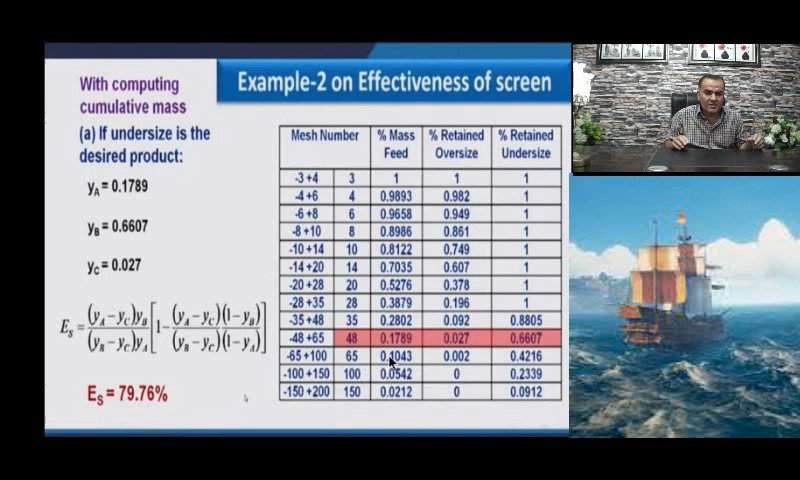 Example-2 on Effectiveness of screen
With computing
cumulative mass
(a) If undersize is the
desired product:
yA = 0.1789
yB = 0.6607
yC = 0.027
Es = (yA – yC)yB / (yB – yC)yA [1 – (yA – yC)(1 – yB) / (yB – yC)(1 – yA)]
Es = 79.76%
Mesh Number % Mass Feed % Retained Oversize % Retained Undersize
-3 +4 3 1 1 1
-4 +6 4 0.9893 0.982 1
-6 +8 6 0.9658 0.949 1
-8 +10 8 0.8986 0.861 1
-10 +14 10 0.8122 0.749 1
-14 +20 14 0.7035 0.607 1
-20 +28 20 0.5276 0.378 1
-28 +35 28 0.3879 0.196 1
-35 +48 35 0.2802 0.092 0.8805
-48 +65 48 0.1789 0.027 0.6607
-65 +100 65 0.1043 0.002 0.4216
-100 +150 100 0.0542 0 0.2339
-150 +200 150 0.0212 0 0.0912